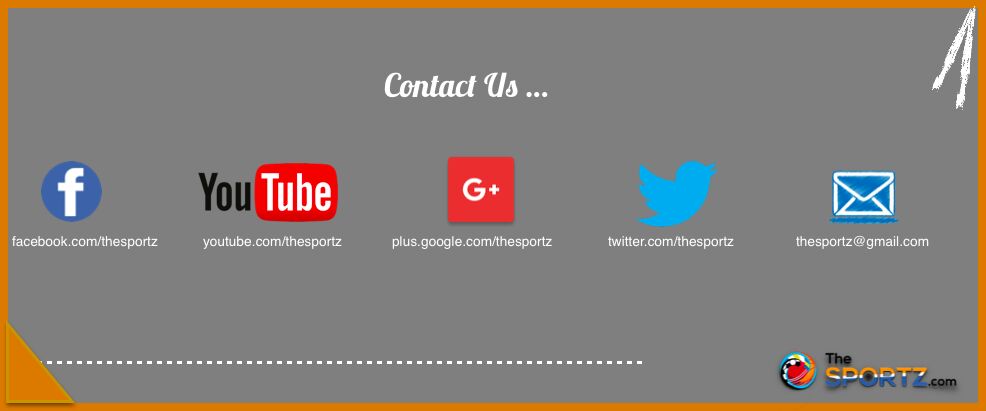 Contact Us ...
f
YouTube
G+
facebook.com/thesportz
youtube.com/thesportz
plus.google.com/thesportz
twitter.com/thesportz
thesportz@gmail.com
The
SPORTZ.com